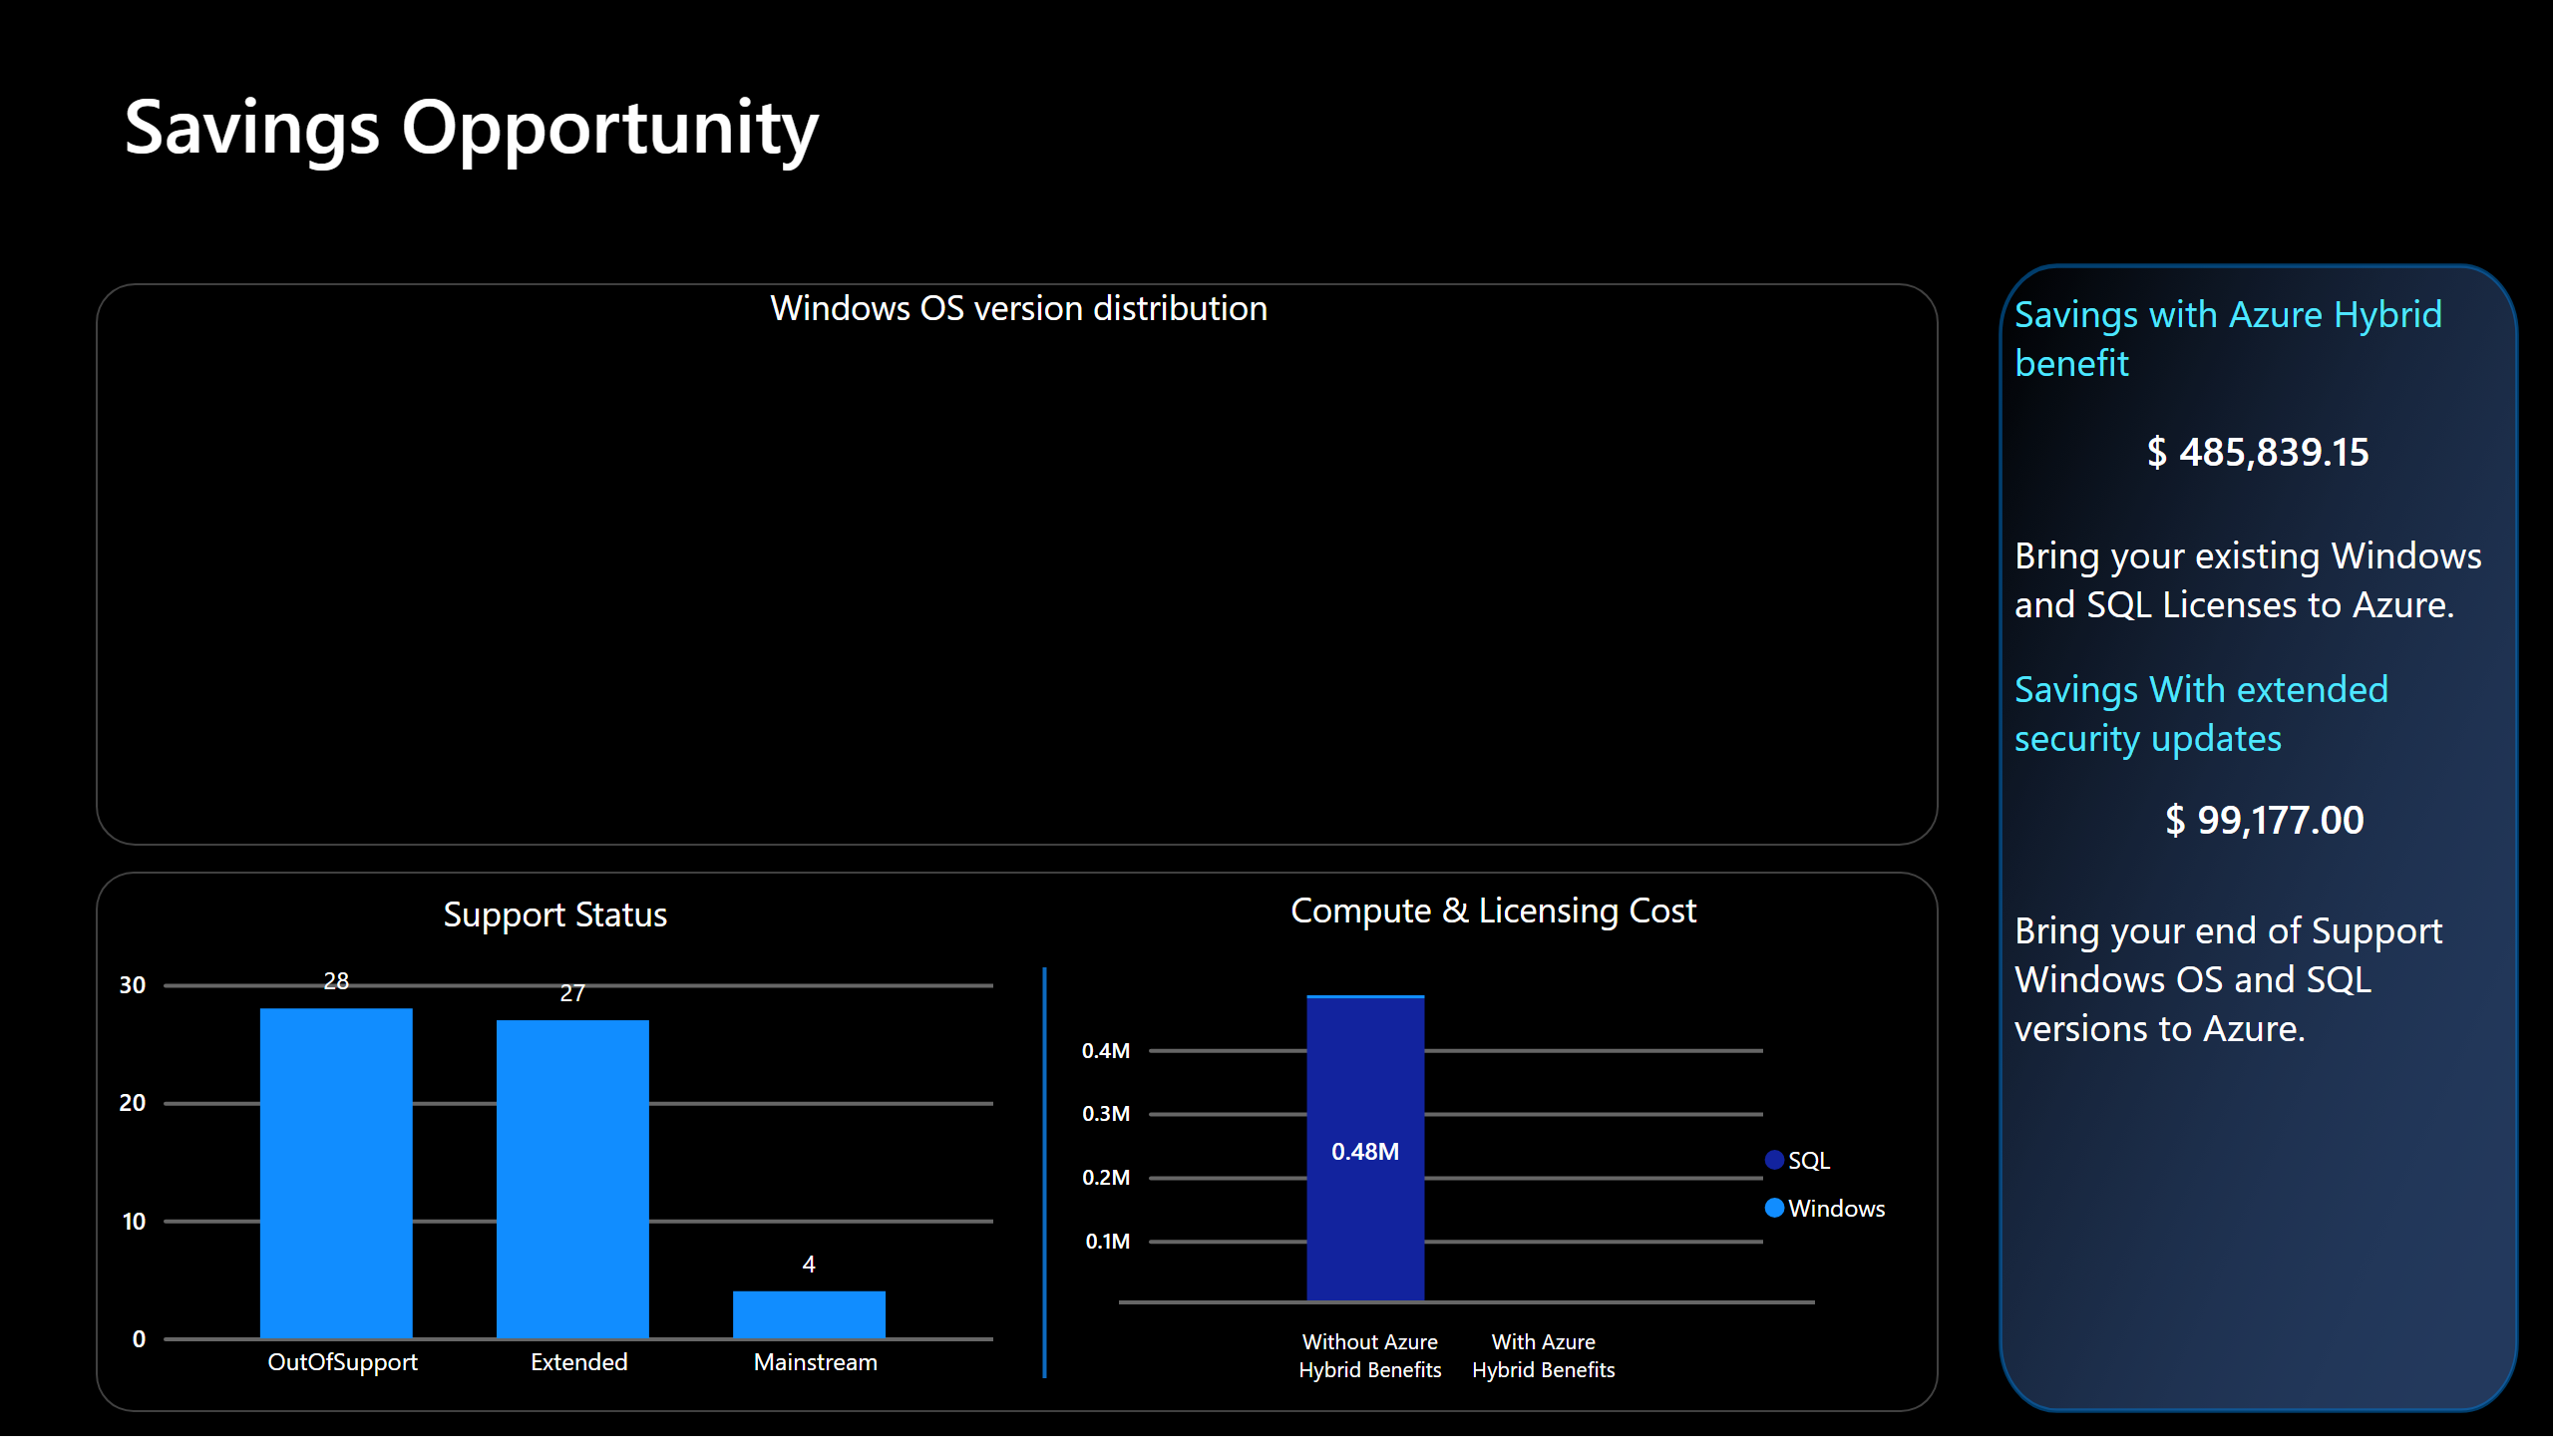 Savings Opportunity
Windows OS version distribution
Savings with Azure Hybrid
benefit
$ 485,839.15
Bring your existing Windows
and SQL Licenses to Azure.
Savings With extended
security updates
$ 99,177.00
Bring your end of Support
Windows OS and SQL
versions to Azure.
Support Status
30
20
10
0
28
27
4
OutOfSupport
Extended
Mainstream
Compute & Licensing Cost
0.4M
0.3M
0.2M
0.1M
0.48M
SQL
Windows
Without Azure
Hybrid Benefits
With Azure
Hybrid Benefits